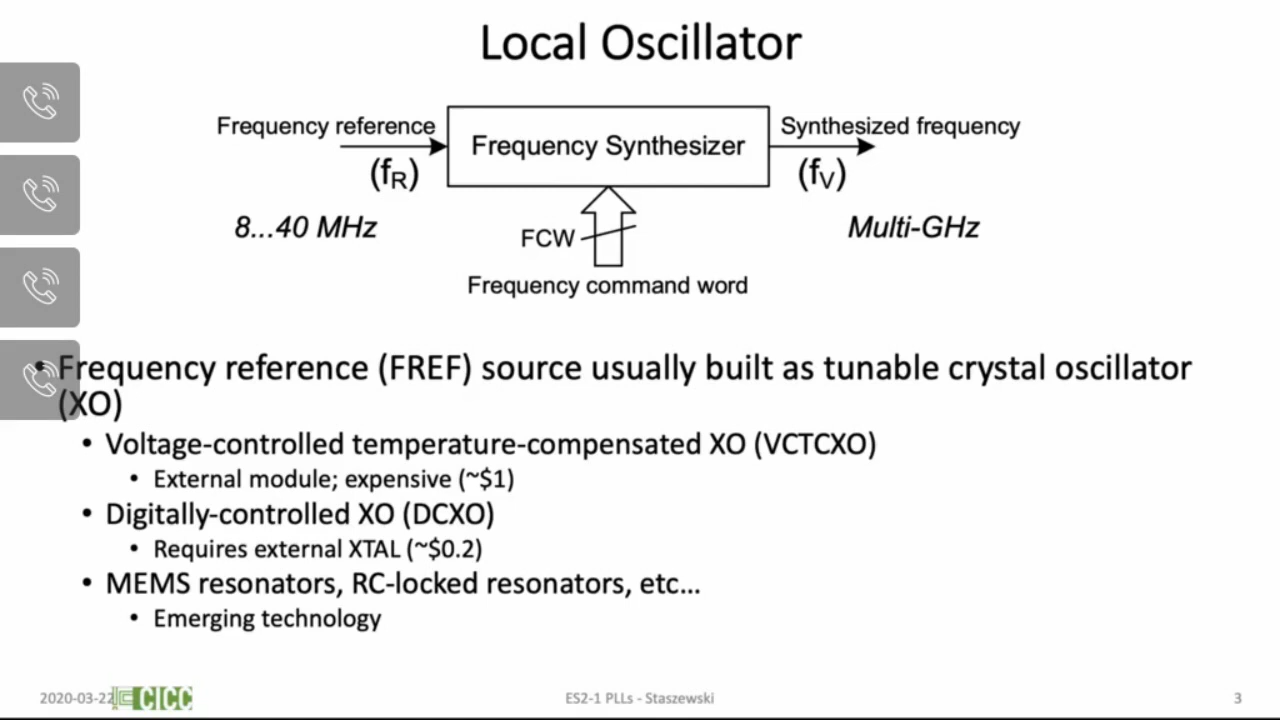 Local Oscillator
Frequency reference
Frequency Synthesizer
Synthesized frequency
(fR)
(fV)
8...40 MHz
FCW
Multi-GHz
Frequency command word
• Frequency reference (FREF) source usually built as tunable crystal oscillator
(XO)
• Voltage-controlled temperature-compensated XO (VCTCXO)
• External module; expensive (~$1)
• Digitally-controlled XO (DCXO)
• Requires external XTAL (~$0.2)
• MEMS resonators, RC-locked resonators, etc…
• Emerging technology
2020-03-22
CICC
ES2-1 PLLs - Staszewski
3